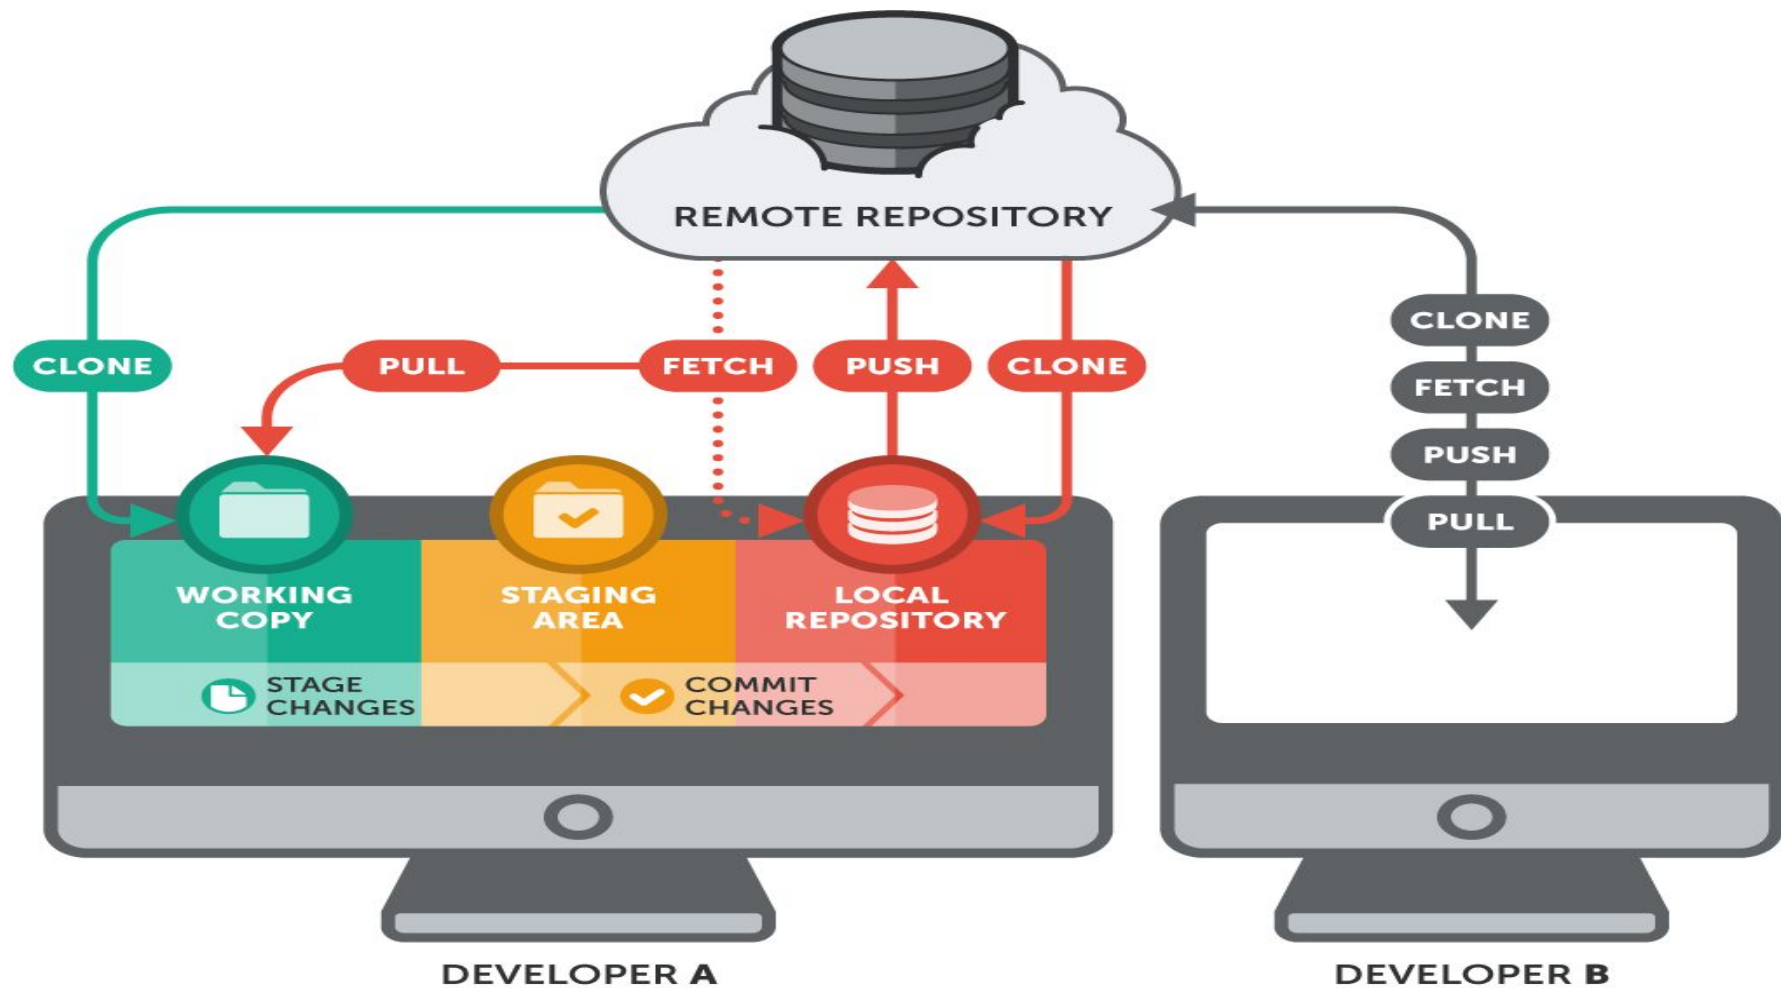 REMOTE REPOSITORY
CLONE
PULL
FETCH
PUSH
CLONE
CLONE
FETCH
PUSH
PULL
WORKING
COPY
STAGING
AREA
LOCAL
REPOSITORY
STAGE
CHANGES
COMMIT
CHANGES
DEVELOPER A
DEVELOPER B